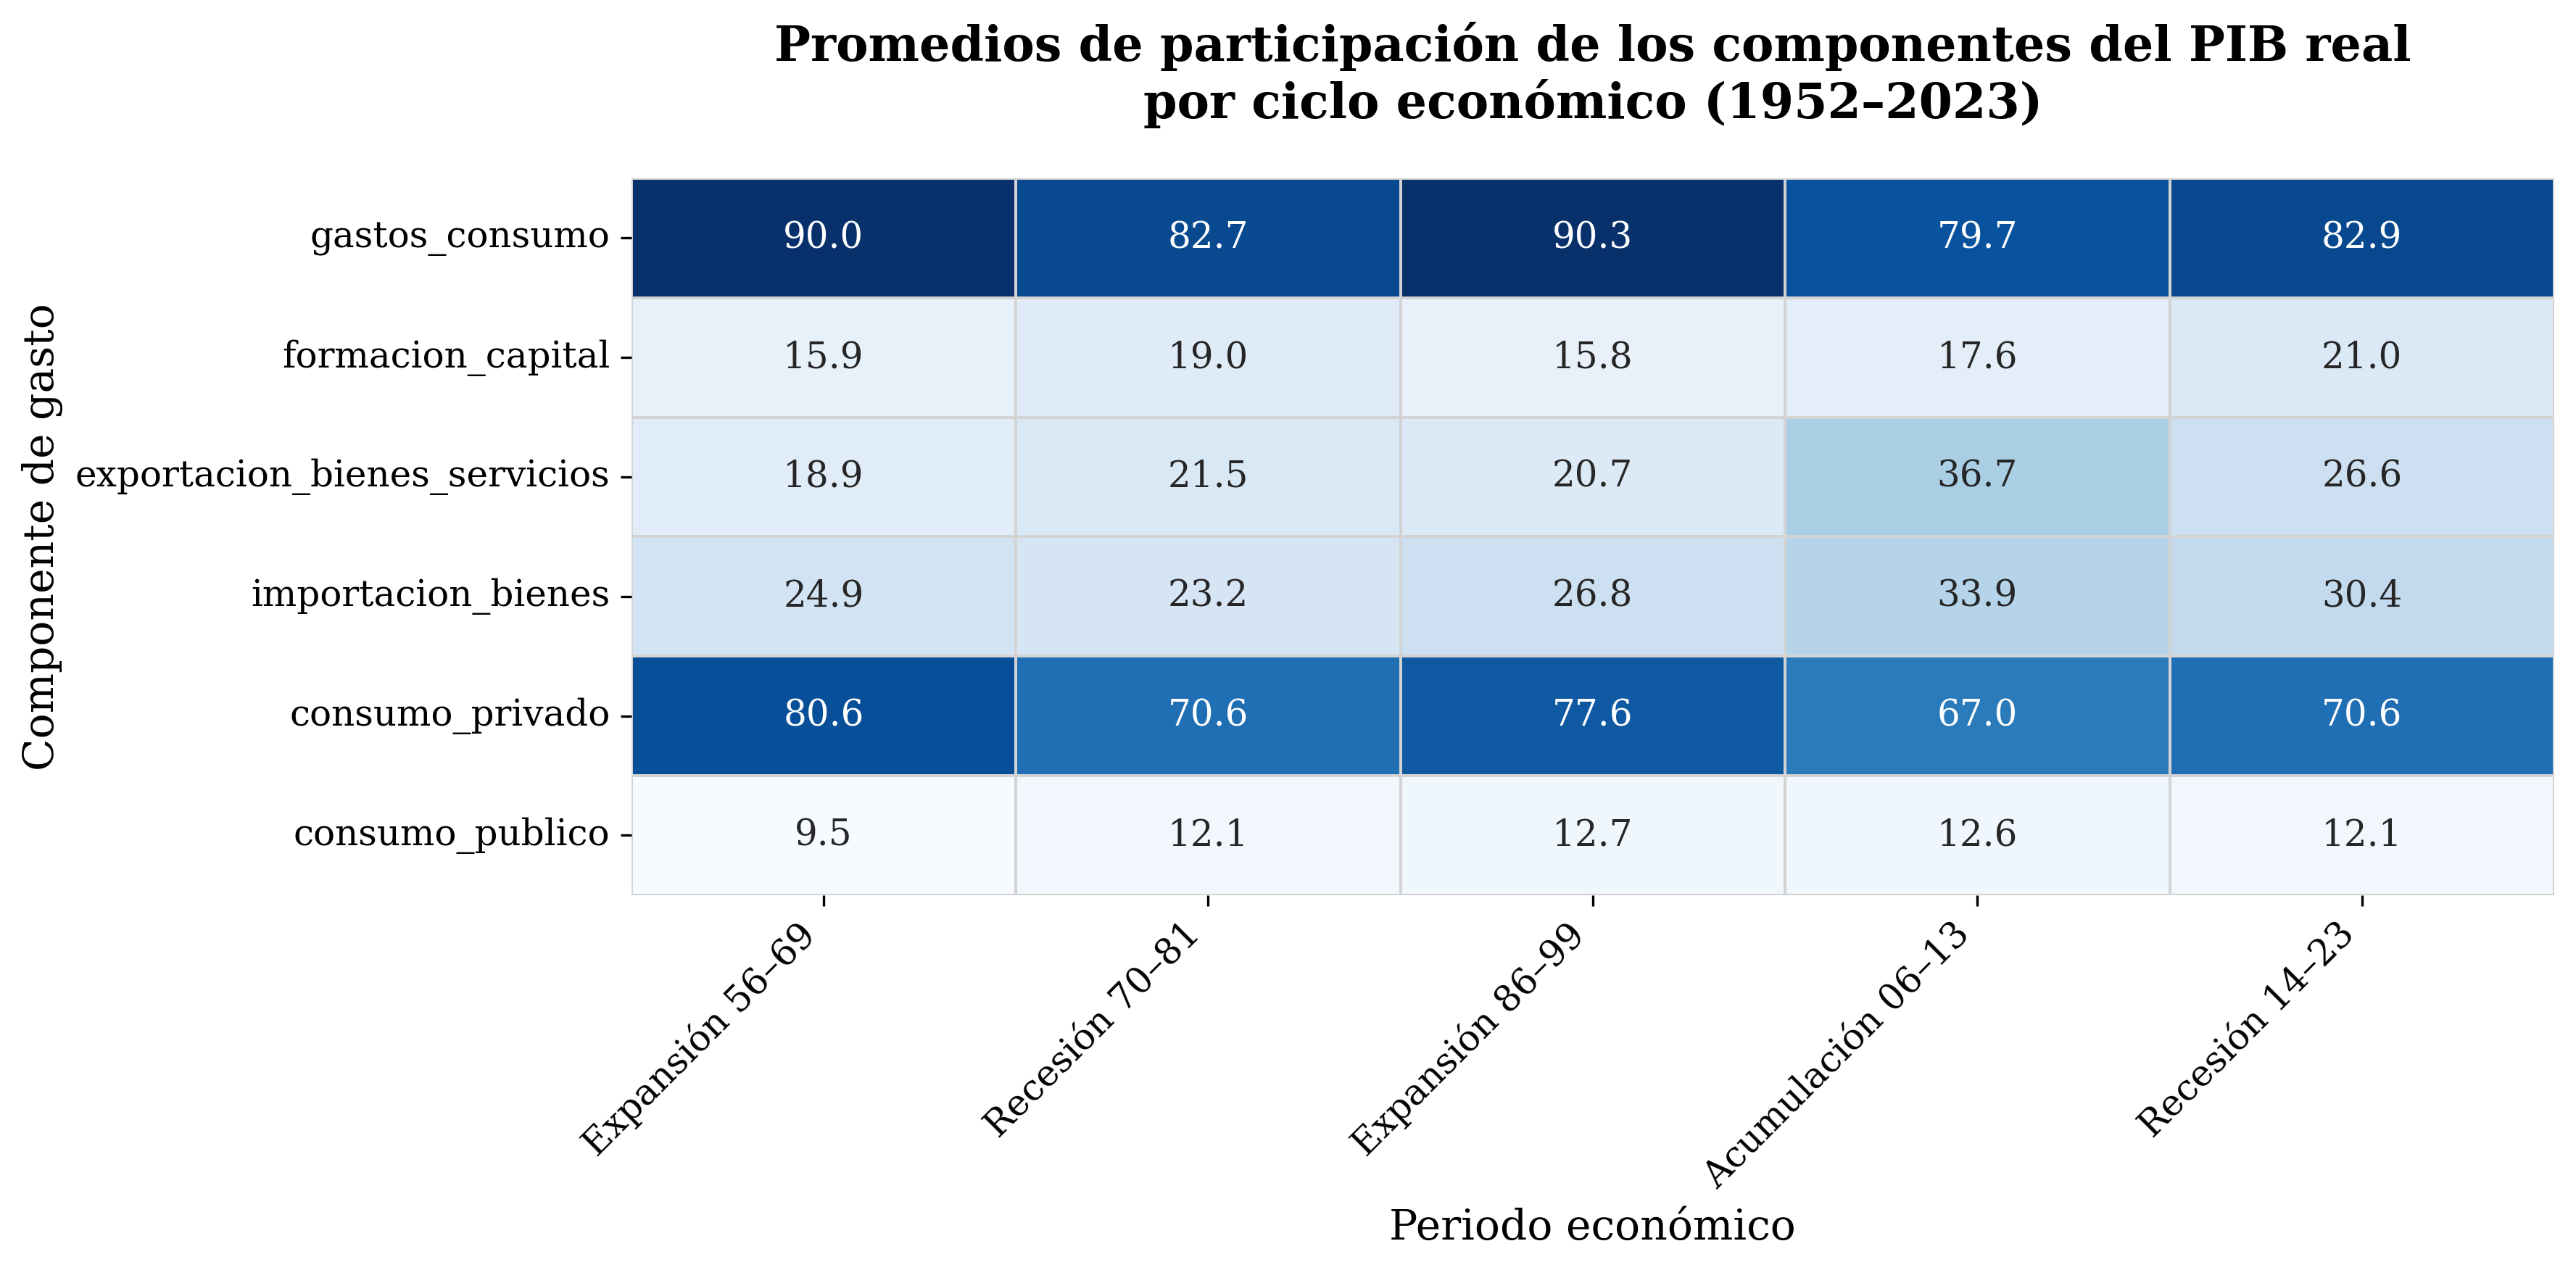 Promedios de participación de los componentes del PIB real
por ciclo económico (1952–2023)
Componente de gasto
gastos_consumo 90.0 82.7 90.3 79.7 82.9
formacion_capital 15.9 19.0 15.8 17.6 21.0
exportacion_bienes_servicios 18.9 21.5 20.7 36.7 26.6
importacion_bienes 24.9 23.2 26.8 33.9 30.4
consumo_privado 80.6 70.6 77.6 67.0 70.6
consumo_publico 9.5 12.1 12.7 12.6 12.1
Expansión 56–69
Recesión 70–81
Expansión 86–99
Acumulación 06–13
Recesión 14–23
Periodo económico